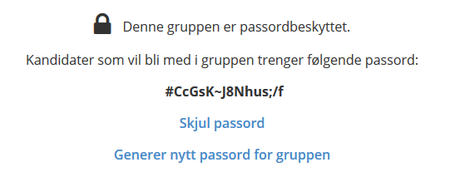 Denne gruppen er passordbeskyttet.
Kandidater som vil bli med i gruppen trenger følgende passord:
#CcGsK~J8Nhus;/f
Skjul passord
Generer nytt passord for gruppen